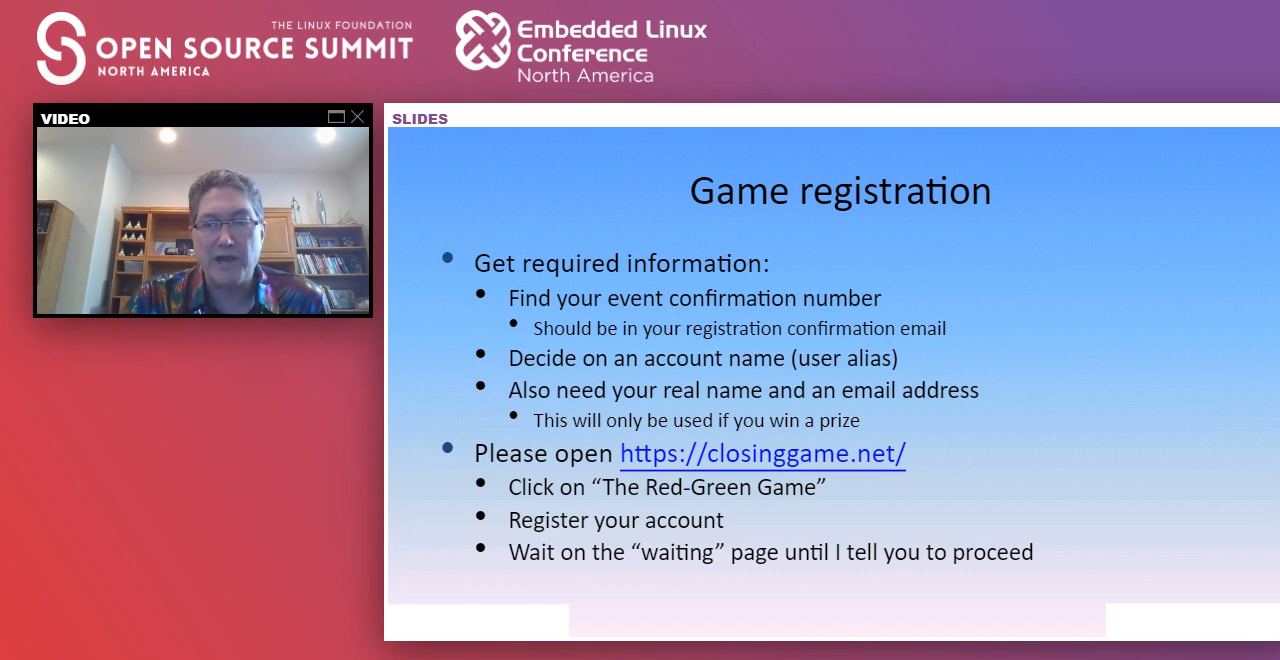 THE LINUX FOUNDATION
OPEN SOURCE SUMMIT
NORTH AMERICA
Embedded Linux
Conference
North America
VIDEO
SLIDES
Game registration
• Get required information:
• Find your event confirmation number
• Should be in your registration confirmation email
• Decide on an account name (user alias)
• Also need your real name and an email address
• This will only be used if you win a prize
• Please open https://closinggame.net/
• Click on “The Red-Green Game”
• Register your account
• Wait on the “waiting” page until I tell you to proceed